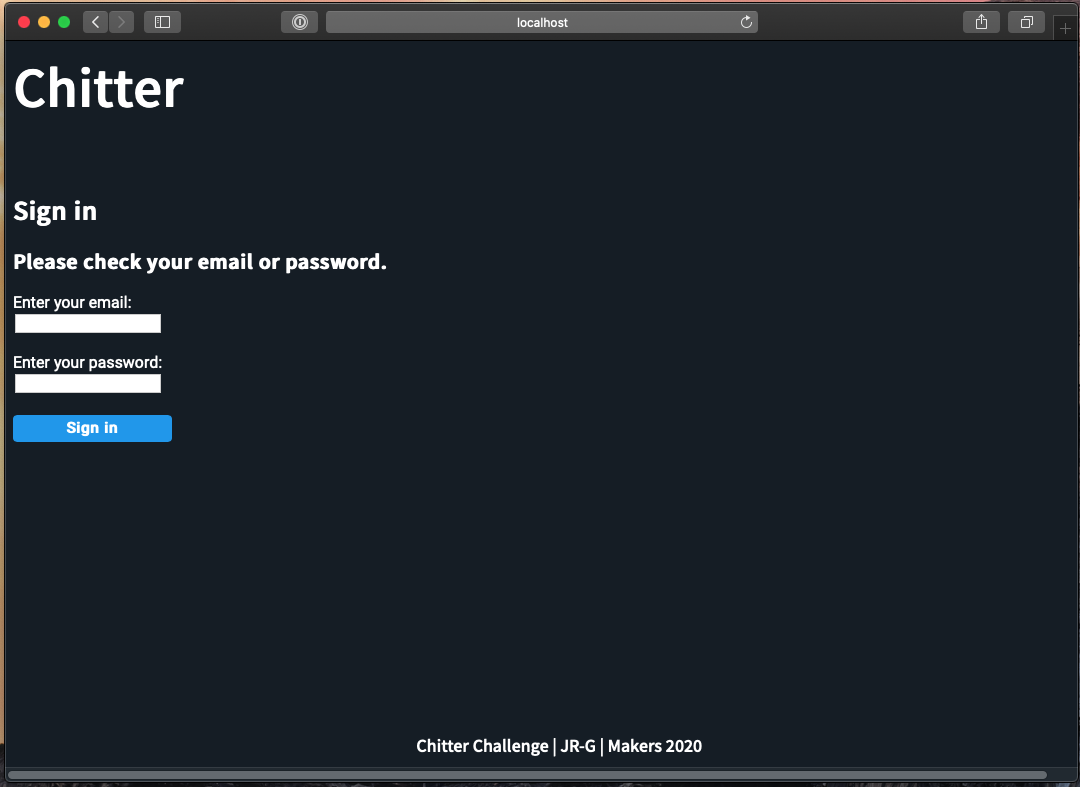 localhost
Chitter
Sign in
Please check your email or password.
Enter your email:
Enter your password:
Sign in
Chitter Challenge | JR-G | Makers 2020